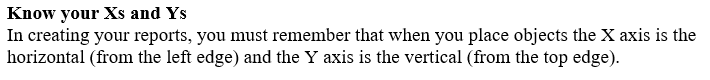 Know your Xs and Ys
In creating your reports, you must remember that when you place objects the X axis is the
horizontal (from the left edge) and the Y axis is the vertical (from the top edge).